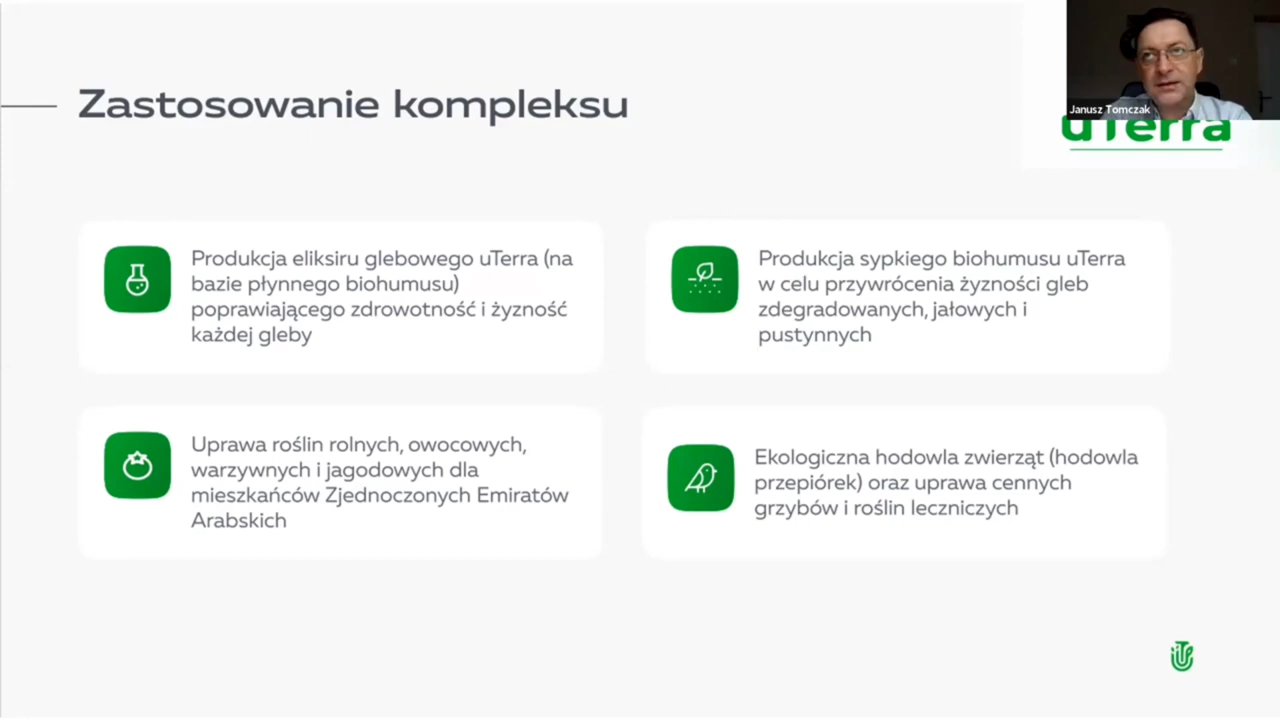 Janusz Tomczak
Zastosowanie kompleksu
uTerra
Produkcja eliksiru glebowego uTerra (na
bazie płynnego biohumusu)
poprawiającego zdrowotność i żyzność
każdej gleby
Produkcja sypkiego biohumusu uTerra
w celu przywrócenia żyzności gleb
zdegradowanych, jałowych i
pustynnych
Uprawa roślin rolnych, owocowych,
warzywnych i jagodowych dla
mieszkańców Zjednoczonych Emiratów
Arabskich
Ekologiczna hodowla zwierząt (hodowla
przepiórek) oraz uprawa cennych
grzybów i roślin leczniczych